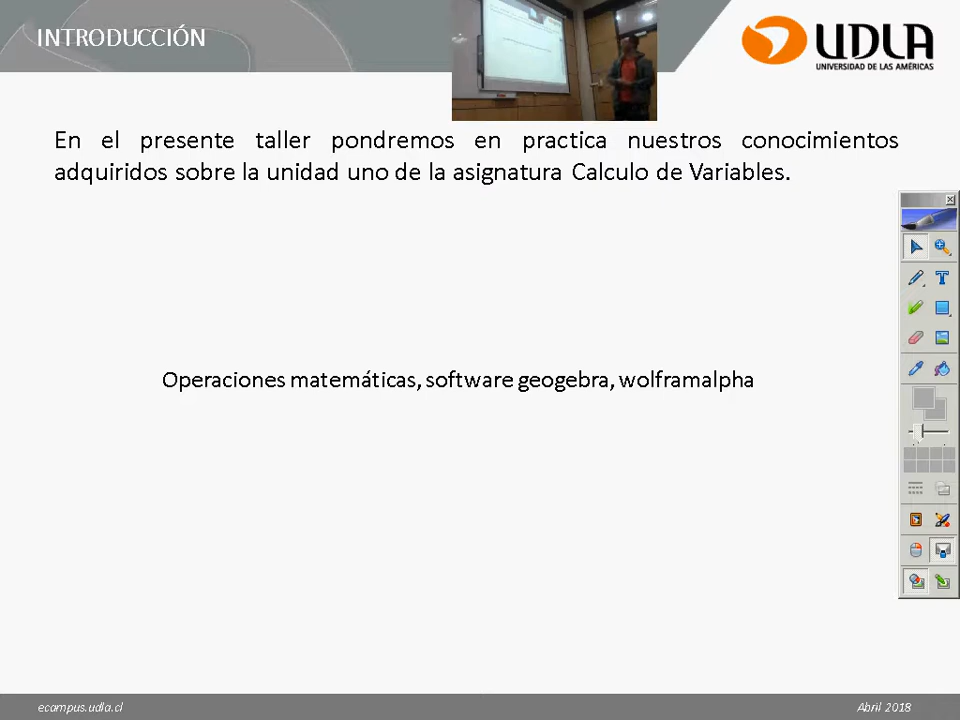 INTRODUCCIÓN
UDLA
UNIVERSIDAD DE LAS AMÉRICAS
En el presente taller pondremos en practica nuestros conocimientos
adquiridos sobre la unidad uno de la asignatura Calculo de Variables.
Operaciones matemáticas, software geogebra, wolframalpha
ecampus.udla.cl
Abril 2018